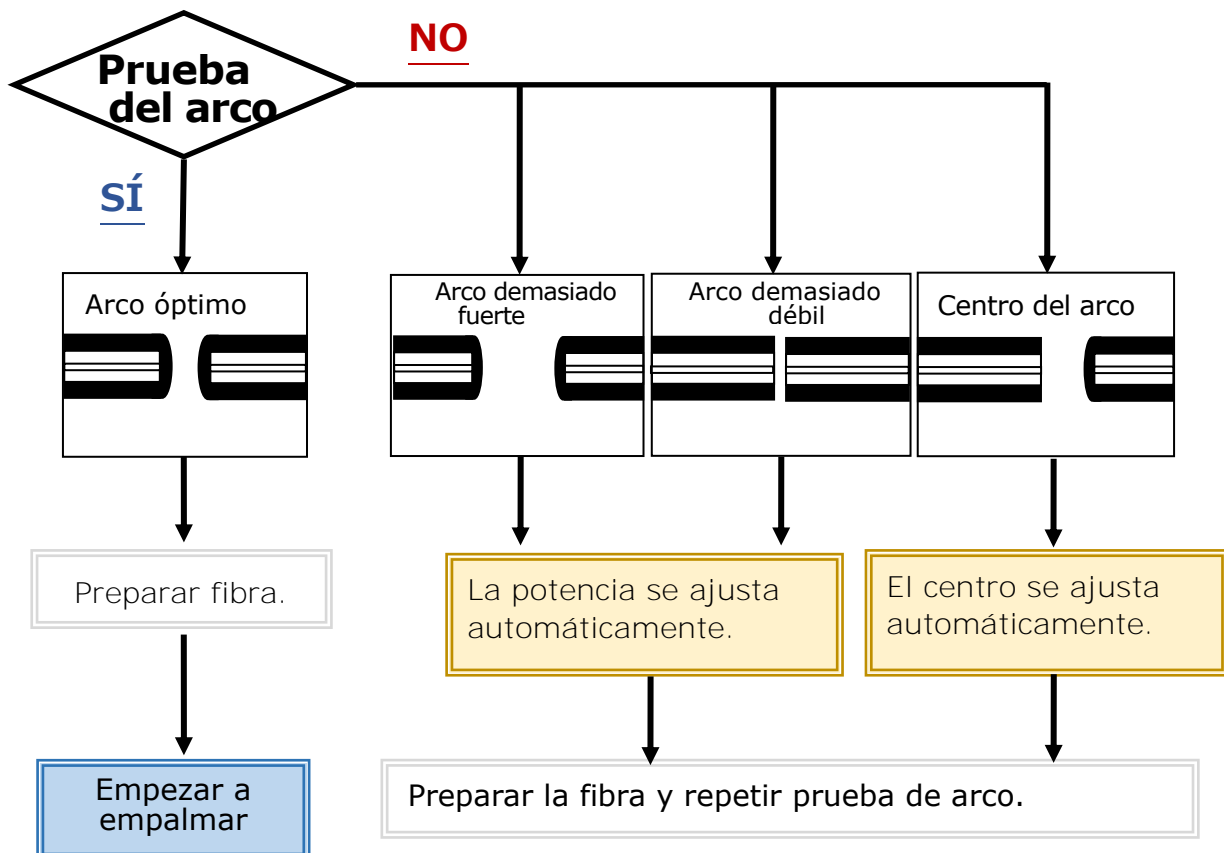 NO
Prueba
del arco
SÍ
Arco óptimo
Arco demasiado
fuerte
Arco demasiado
débil
Centro del arco
Preparar fibra.
La potencia se ajusta
automáticamente.
El centro se ajusta
automáticamente.
Empezar a
empalmar
Preparar la fibra y repetir prueba de arco.